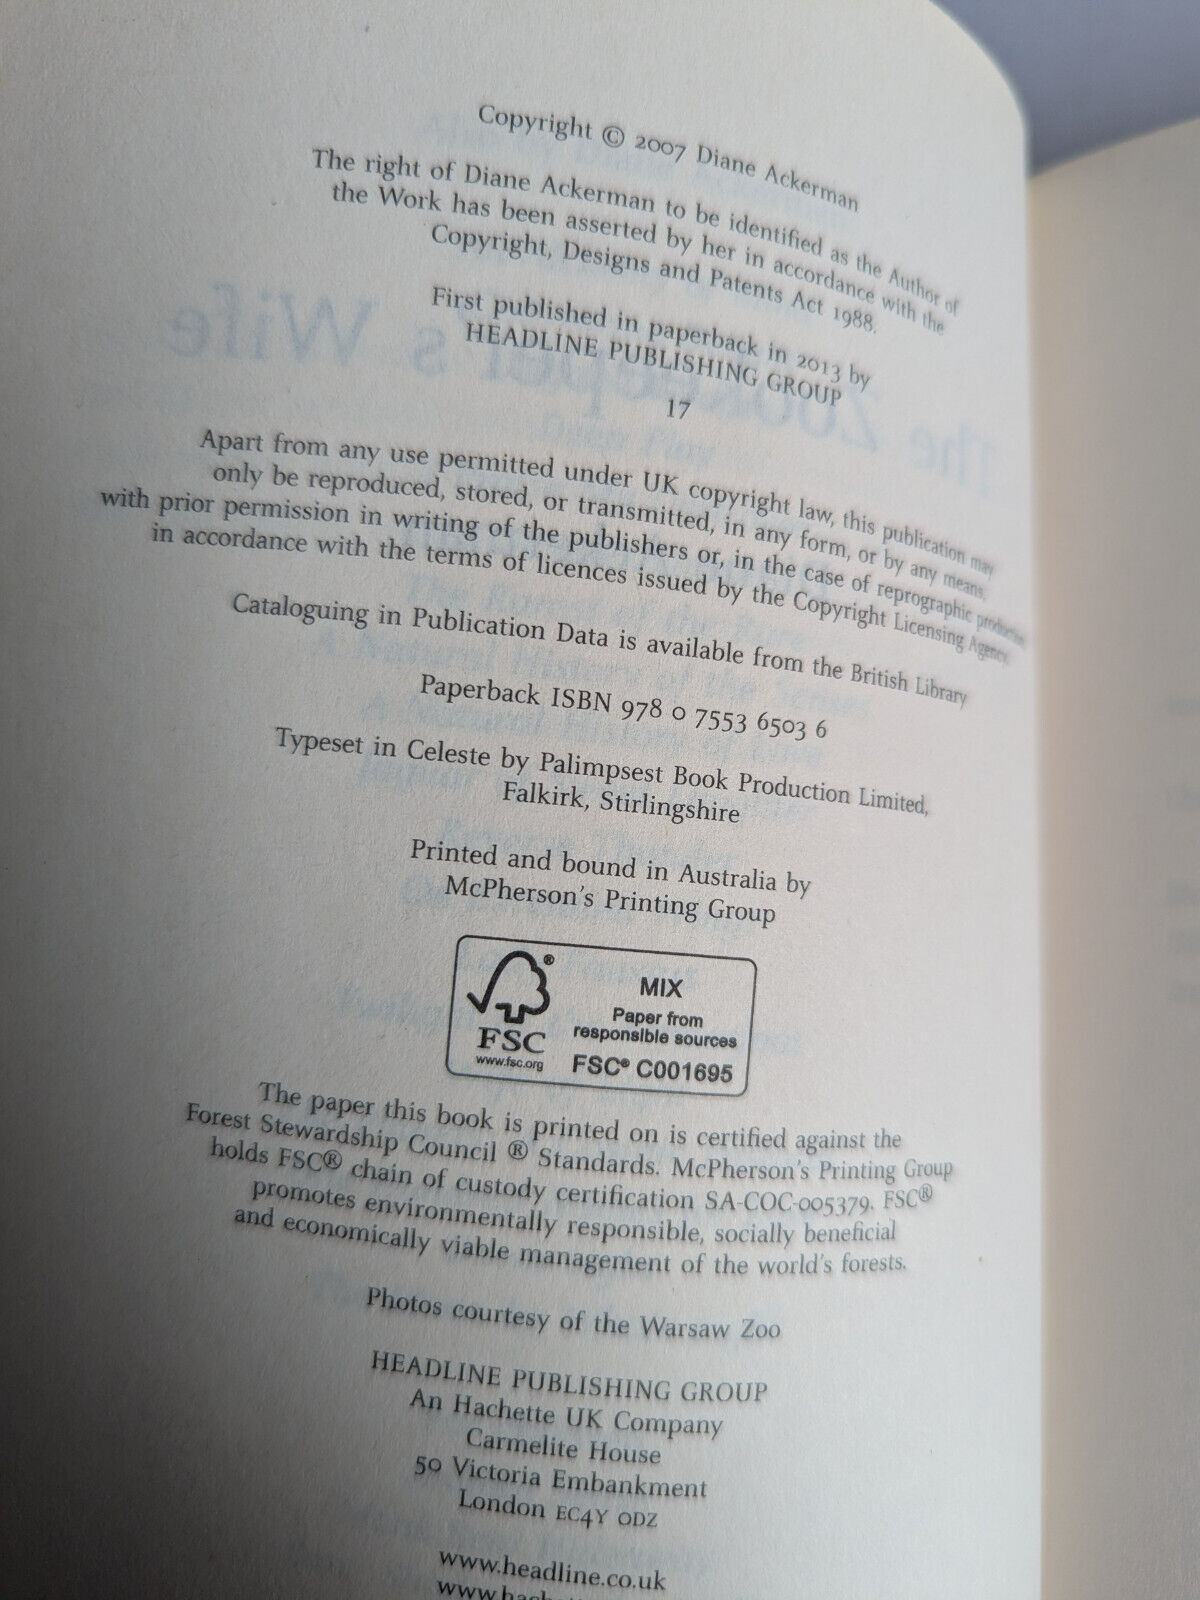 Copyright © 2007 Diane Ackerman
The right of Diane Ackerman to be identified as the Author of
the Work has been asserted by her in accordance with the
Copyright, Designs and Patents Act 1988.
First published in paperback in 2013 by
HEADLINE PUBLISHING GROUP
17
Apart from any use permitted under UK copyright law, this publication may
only be reproduced, stored, or transmitted, in any form, or by any means,
with prior permission in writing of the publishers or, in the case of reprographic production,
in accordance with the terms of licences issued by the Copyright Licensing Agency.
Cataloguing in Publication Data is available from the British Library
Paperback ISBN 978 0 7553 6503 6
Typeset in Celeste by Palimpsest Book Production Limited,
Falkirk, Stirlingshire
Printed and bound in Australia by
McPherson's Printing Group
FSC
www.fsc.org
MIX
Paper from
responsible sources
FSC® C001695
The paper this book is printed on is certified against the
Forest Stewardship Council ® Standards. McPherson's Printing Group
holds FSC® chain of custody certification SA-COC-005379. FSC®
promotes environmentally responsible, socially beneficial
and economically viable management of the world's forests.
Photos courtesy of the Warsaw Zoo
HEADLINE PUBLISHING GROUP
An Hachette UK Company
Carmelite House
50 Victoria Embankment
London EC4Y 0DZ
www.headline.co.uk